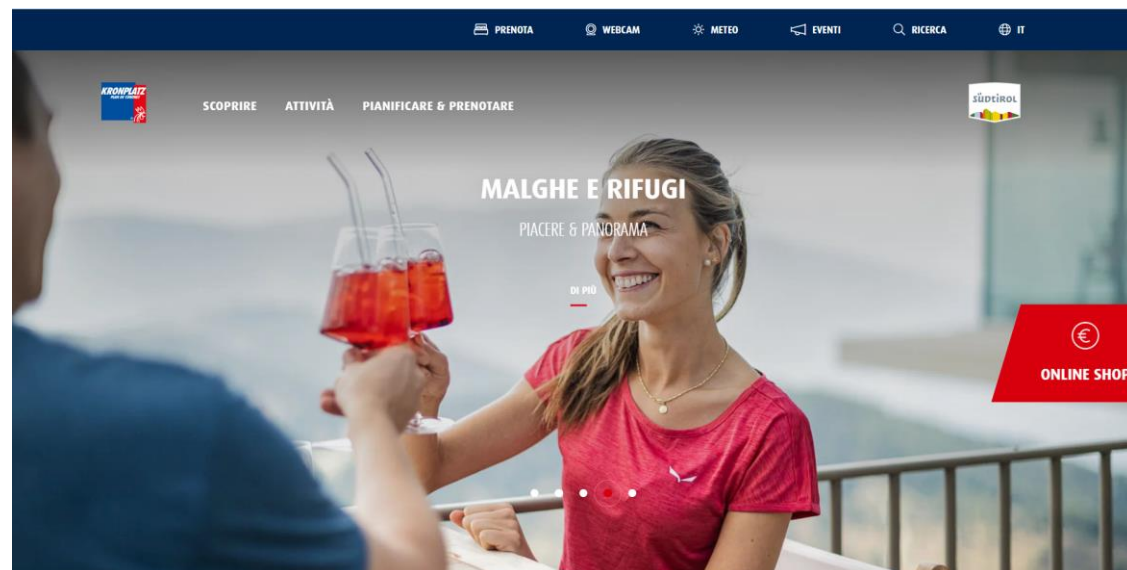 PRENOTA
WEBCAM
METEO
EVENTI
RICERCA
IT
KRONPLATZ
SCOPRIRE
ATTIVITÀ
PIANIFICARE & PRENOTARE
SÜDTIROL
MALGHE E RIFUGI
PIACERE & PANORAMA
DI PIÙ
€
ONLINE SHOP